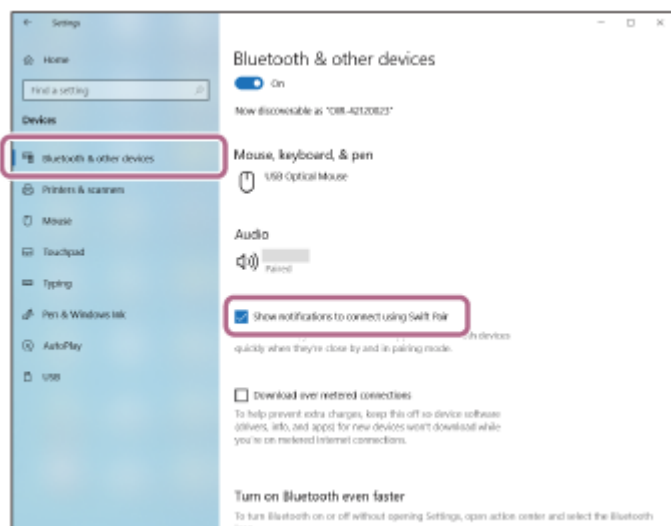 Settings
Home
Find a setting
Devices
Bluetooth & other devices
Printers & scanners
Mouse
Touchpad
Typing
Pen & Windows Ink
AutoPlay
USB
Bluetooth & other devices
On
Now discoverable as
Mouse, keyboard, & pen
USB Optical Mouse
Audio
Paired
Show notifications to connect using Swift Pair
devices
quickly when they're close by and in pairing mode.
Download over metered connections
To help prevent extra charges, keep this off so device software
(drivers, info, and apps) for new devices won't download while
you're on metered internet connections.
Turn on Bluetooth even faster
To turn Bluetooth on or off without opening Settings, open action center and select the Bluetooth